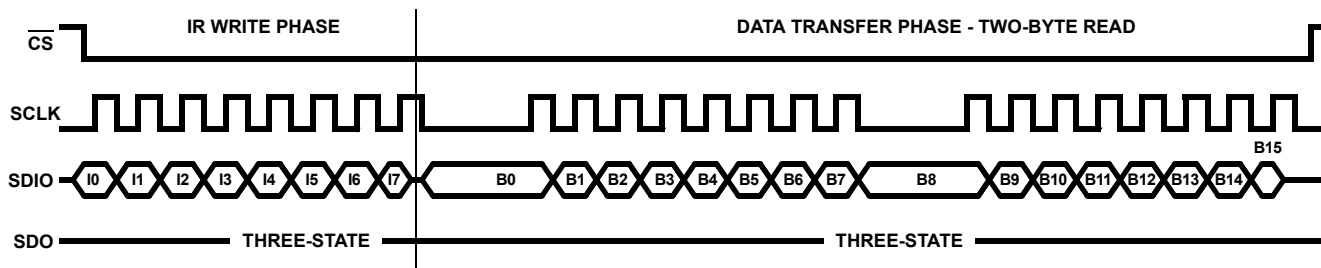 IR WRITE PHASE DATA TRANSFER PHASE - TWO-BYTE READ
CS
SCLK
B15
SDIO I0 I1 I2 I3 I4 I5 I6 I7 B0 B1 B2 B3 B4 B5 B6 B7 B8 B9 B10 B11 B12 B13 B14
SDO THREE-STATE THREE-STATE